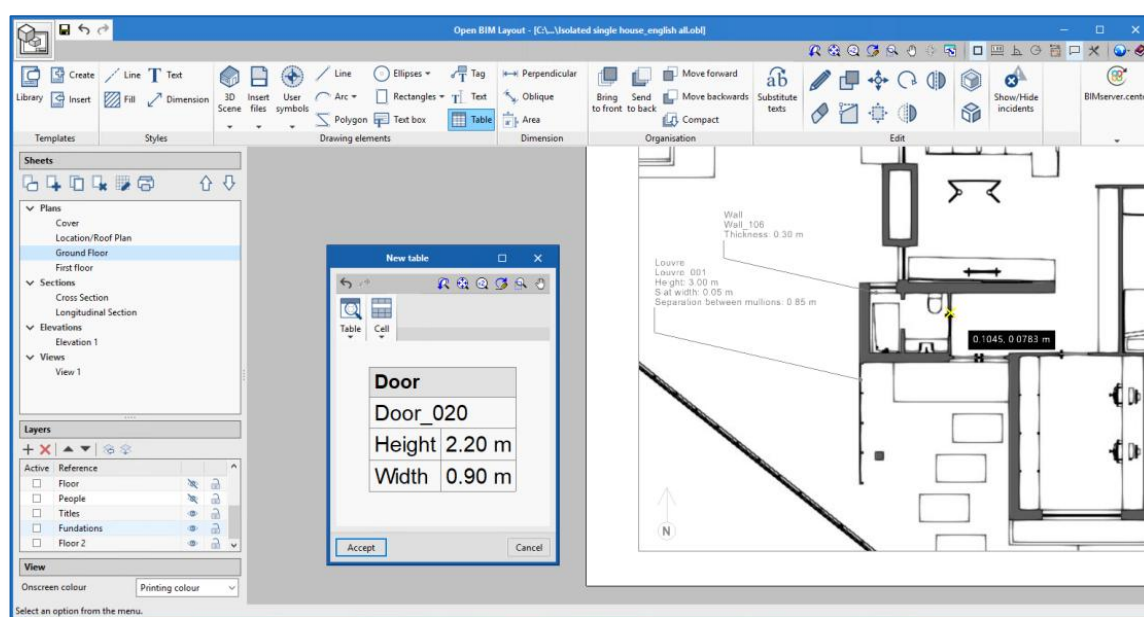 Open BIM Layout - [C:\...\Isolated single house_english all.obl]
Library
Create
Insert
Templates
Line
Text
Fill
Dimension
Styles
3D Scene
Insert files
User symbols
Line
Arc
Polygon
Ellipses
Rectangles
Text box
Tag
Text
Table
Drawing elements
Perpendicular
Oblique
Area
Dimension
Bring to front
Send to back
Move forward
Move backwards
Compact
Organisation
ab
Substitute texts
Edit
Show/Hide incidents
BIMserver.cente
Sheets
Plans
Cover
Location/Roof Plan
Ground Floor
First floor
Sections
Cross Section
Longitudinal Section
Elevations
Elevation 1
Views
View 1
Layers
Active Reference
Floor
People
Titles
Fundations
Floor 2
View
Onscreen colour Printing colour
Select an option from the menu.
New table
Table
Cell
Door
Door_020
Height 2.20 m
Width 0.90 m
Accept
Cancel
Wall
Wall_106
Thickness: 0.30 m
Louvre
Louvre_001
Height: 3.00 m
S at width: 0.05 m
Separation between mullions: 0.85 m
0.1045, 0.0783 m
N